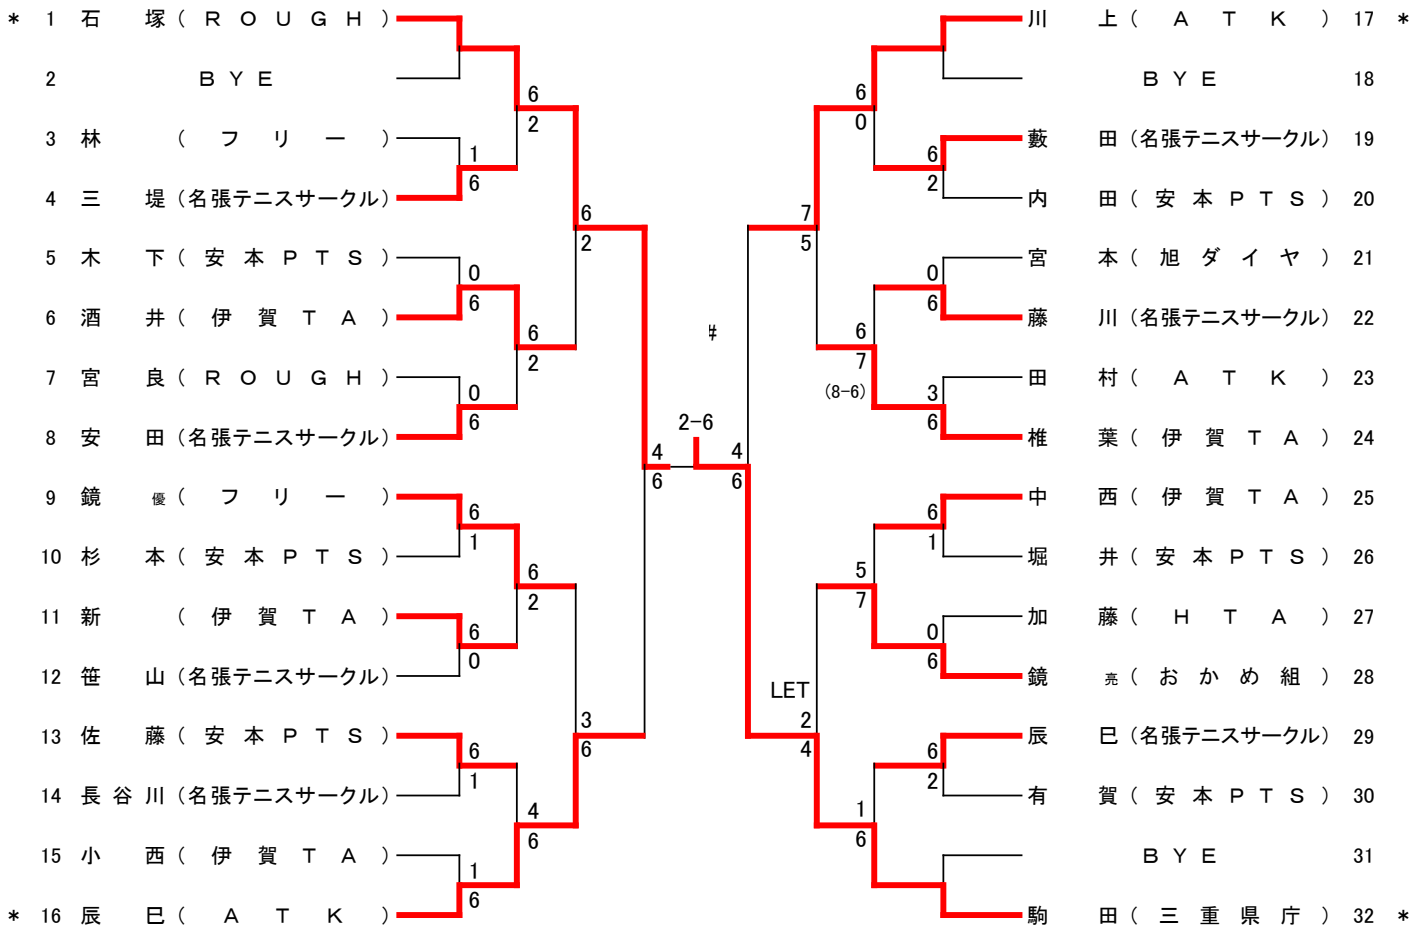 * 1 石 塚 ( ROUGH )
2 BYE
6
2
3 林 ( フリー )
1
6
4 三 堤 (名張テニスサークル)
6
2
5 木 下 ( 安本PTS )
0
6
6 酒 井 ( 伊賀TA )
6
2
7 宮 良 ( ROUGH )
0
6
8 安 田 (名張テニスサークル)
4
6
9 鏡 優 ( フリー )
6
1
10 杉 本 ( 安本PTS )
6
2
11 新 ( 伊賀TA )
6
0
12 笹 山 (名張テニスサークル)
3
6
13 佐 藤 ( 安本PTS )
6
1
14 長谷川 (名張テニスサークル)
4
6
15 小 西 ( 伊賀TA )
1
6
* 16 辰 巳 ( ATK )
2-6
川 上 ( ATK ) 17 *
BYE 18
6
0
藪 田 (名張テニスサークル) 19
6
2
内 田 ( 安本PTS ) 20
7
5
宮 本 ( 旭ダイヤ ) 21
0
6
藤 川 (名張テニスサークル) 22
6
7
(8-6)
田 村 ( ATK ) 23
3
6
椎 葉 ( 伊賀TA ) 24
4
6
中 西 ( 伊賀TA ) 25
6
1
堀 井 ( 安本PTS ) 26
5
7
加 藤 ( HTA ) 27
0
6
鏡 亮 ( おかめ組 ) 28
LET
2
4
辰 巳 (名張テニスサークル) 29
6
2
有 賀 ( 安本PTS ) 30
1
6
BYE 31
駒 田 ( 三重県庁 ) 32 *